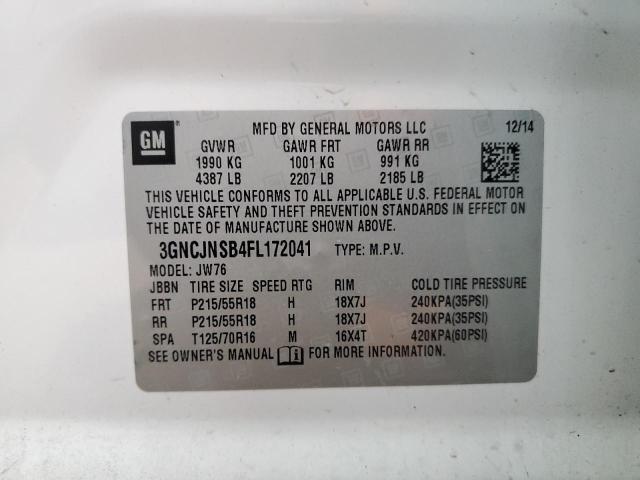 GM MFD BY GENERAL MOTORS LLC 12/14
GVWR GAWR FRT GAWR RR
1990 KG 1001 KG 991 KG
4387 LB 2207 LB 2185 LB
THIS VEHICLE CONFORMS TO ALL APPLICABLE U.S. FEDERAL MOTOR
VEHICLE SAFETY AND THEFT PREVENTION STANDARDS IN EFFECT ON
THE DATE OF MANUFACTURE SHOWN ABOVE.
3GNCJNSB4FL172041 TYPE: M.P.V.
MODEL: JW76
JBBN TIRE SIZE SPEED RTG RIM COLD TIRE PRESSURE
FRT P215/55R18 H 18X7J 240KPA(35PSI)
RR P215/55R18 H 18X7J 240KPA(35PSI)
SPA T125/70R16 M 16X4T 420KPA(60PSI)
SEE OWNER'S MANUAL FOR MORE INFORMATION.